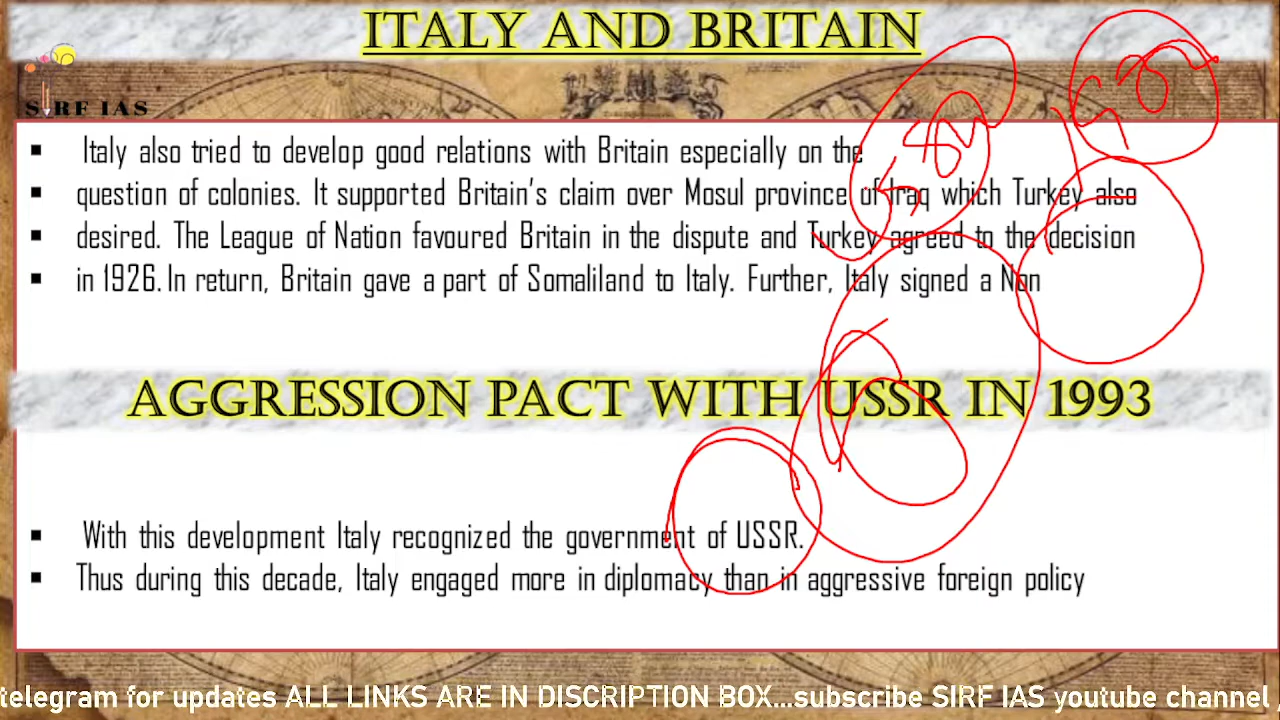 ITALY AND BRITAIN
SIRF IAS
Italy also tried to develop good relations with Britain especially on the
question of colonies. It supported Britain's claim over Mosul province of Iraq which Turkey also
desired. The League of Nation favoured Britain in the dispute and Turkey agreed to the decision
in 1926. In return, Britain gave a part of Somaliland to Italy. Further, Italy signed a Non
AGGRESSION PACT WITH USSR IN 1993
With this development Italy recognized the government of USSR.
Thus during this decade, Italy engaged more in diplomacy than in aggressive foreign policy
telegram for updates ALL LINKS ARE IN DISCRIPTION BOX...subscribe SIRF IAS youtube channel